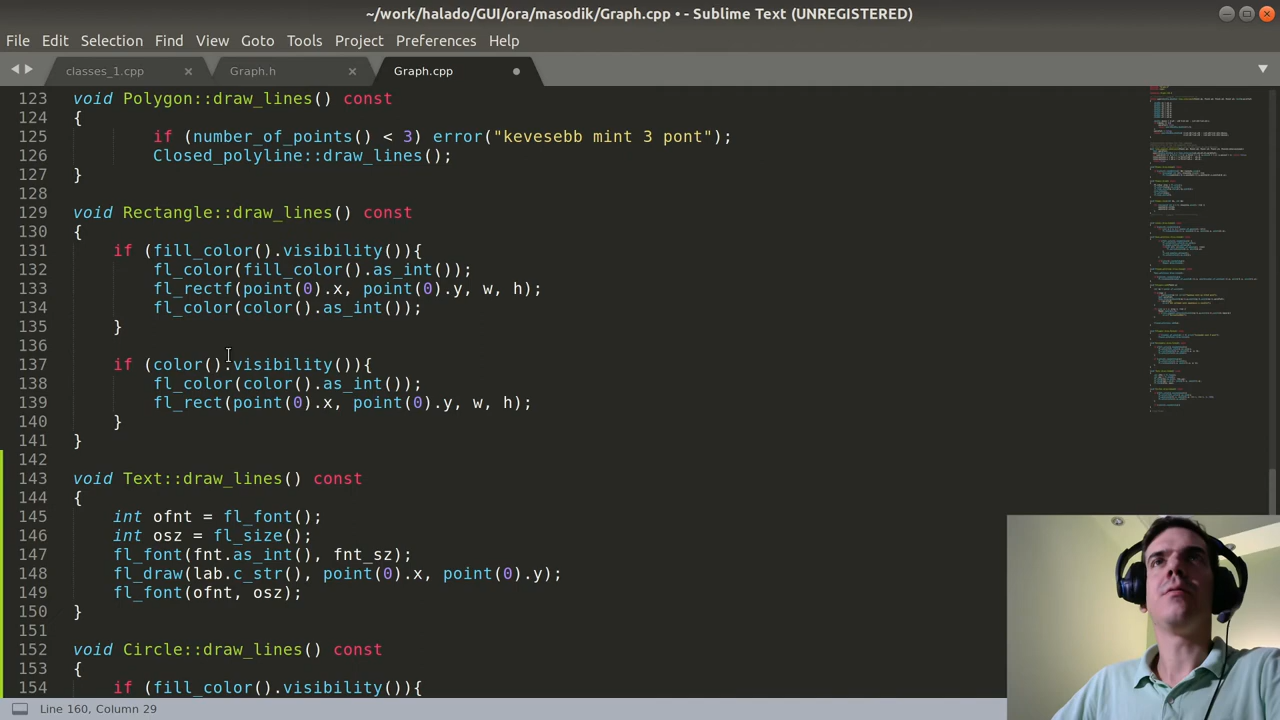 ~/work/halado/GUI/ora/masodik/Graph.cpp • - Sublime Text (UNREGISTERED)
File Edit Selection Find View Goto Tools Project Preferences Help
classes_1.cpp Graph.h Graph.cpp
123 void Polygon::draw_lines() const
124 {
125 if (number_of_points() < 3) error("kevesebb mint 3 pont");
126 Closed_polyline::draw_lines();
127 }
128
129 void Rectangle::draw_lines() const
130 {
131 if (fill_color().visibility()){
132 fl_color(fill_color().as_int());
133 fl_rectf(point(0).x, point(0).y, w, h);
134 fl_color(color().as_int());
135 }
136
137 if (color().visibility()){
138 fl_color(color().as_int());
139 fl_rect(point(0).x, point(0).y, w, h);
140 }
141 }
142
143 void Text::draw_lines() const
144 {
145 int ofnt = fl_font();
146 int osz = fl_size();
147 fl_font(fnt.as_int(), fnt_sz);
148 fl_draw(lab.c_str(), point(0).x, point(0).y);
149 fl_font(ofnt, osz);
150 }
151
152 void Circle::draw_lines() const
153 {
154 if (fill_color().visibility()){
Line 160, Column 29